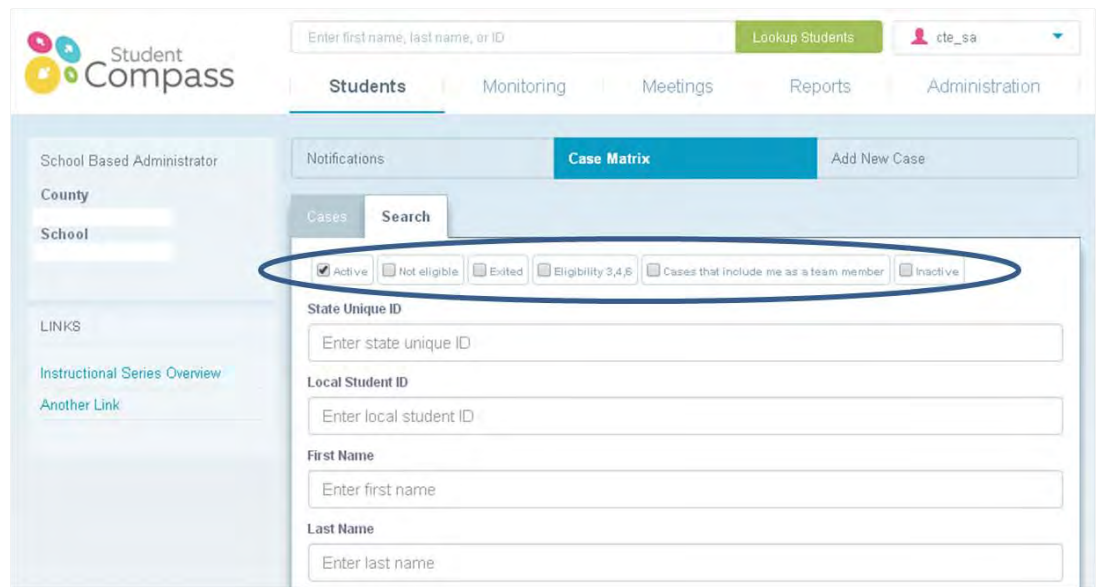 Student
Compass
Enter first name, last name, or ID
Lookup Students
cte_sa
Students Monitoring Meetings Reports Administration
School Based Administrator
County
School
LINKS
Instructional Series Overview
Another Link
Notifications Case Matrix Add New Case
Cases Search
Active Not eligible Exited Eligibility 3,4,6 Cases that include me as a team member Inactive
State Unique ID
Enter state unique ID
Local Student ID
Enter local student ID
First Name
Enter first name
Last Name
Enter last name